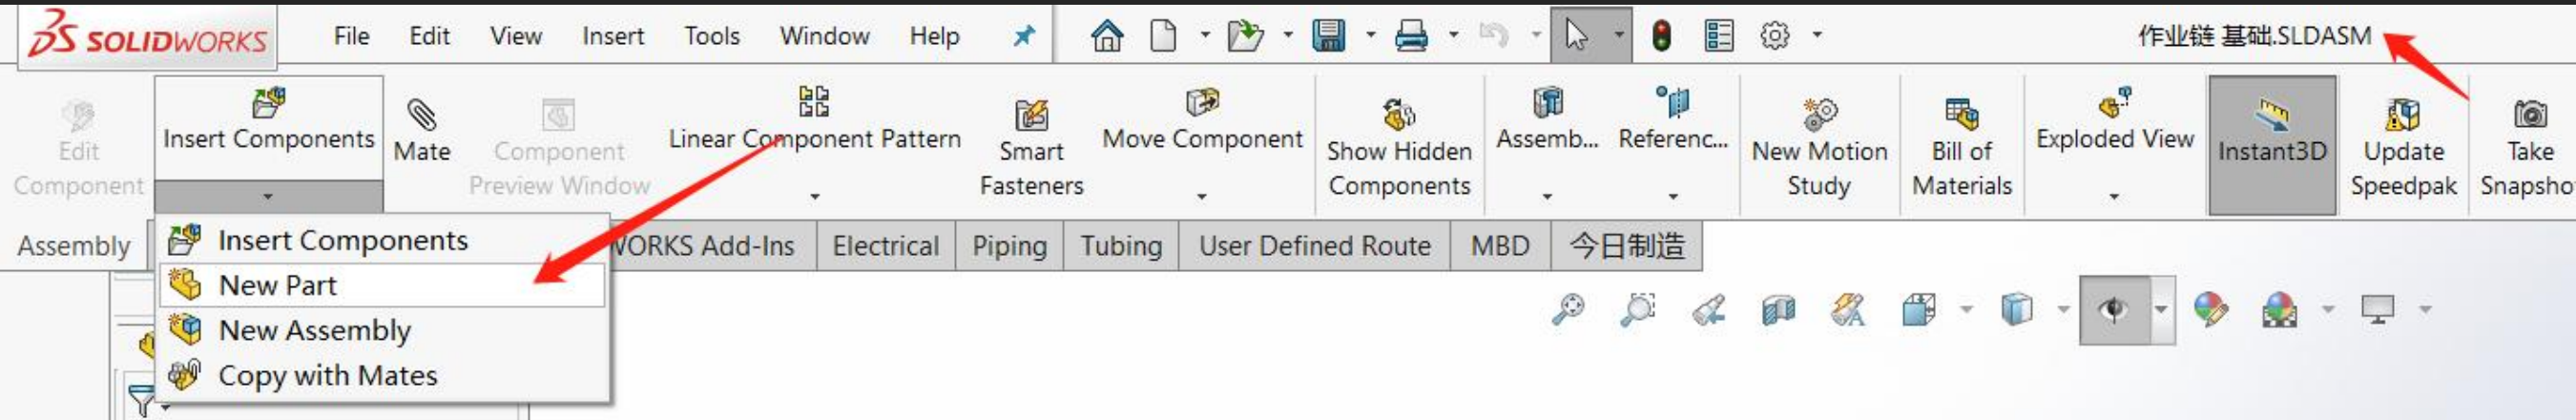 SOLIDWORKS File Edit View Insert Tools Window Help 作业链 基础.SLDASM
Edit Component
Insert Components
Mate
Component Preview Window
Linear Component Pattern
Smart Fasteners
Move Component
Show Hidden Components
Assemb...
Referenc...
New Motion Study
Bill of Materials
Exploded View
Instant3D
Update Speedpak
Take Snapsho
Assembly WORKS Add-Ins Electrical Piping Tubing User Defined Route MBD 今日制造
Insert Components
New Part
New Assembly
Copy with Mates